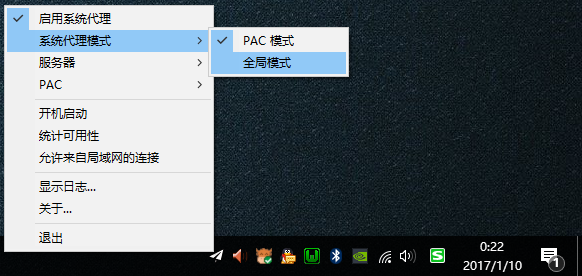 启用系统代理
系统代理模式
PAC 模式
全局模式
服务器
PAC
开机启动
统计可用性
允许来自局域网的连接
显示日志...
关于...
退出
0:22
2017/1/10
1